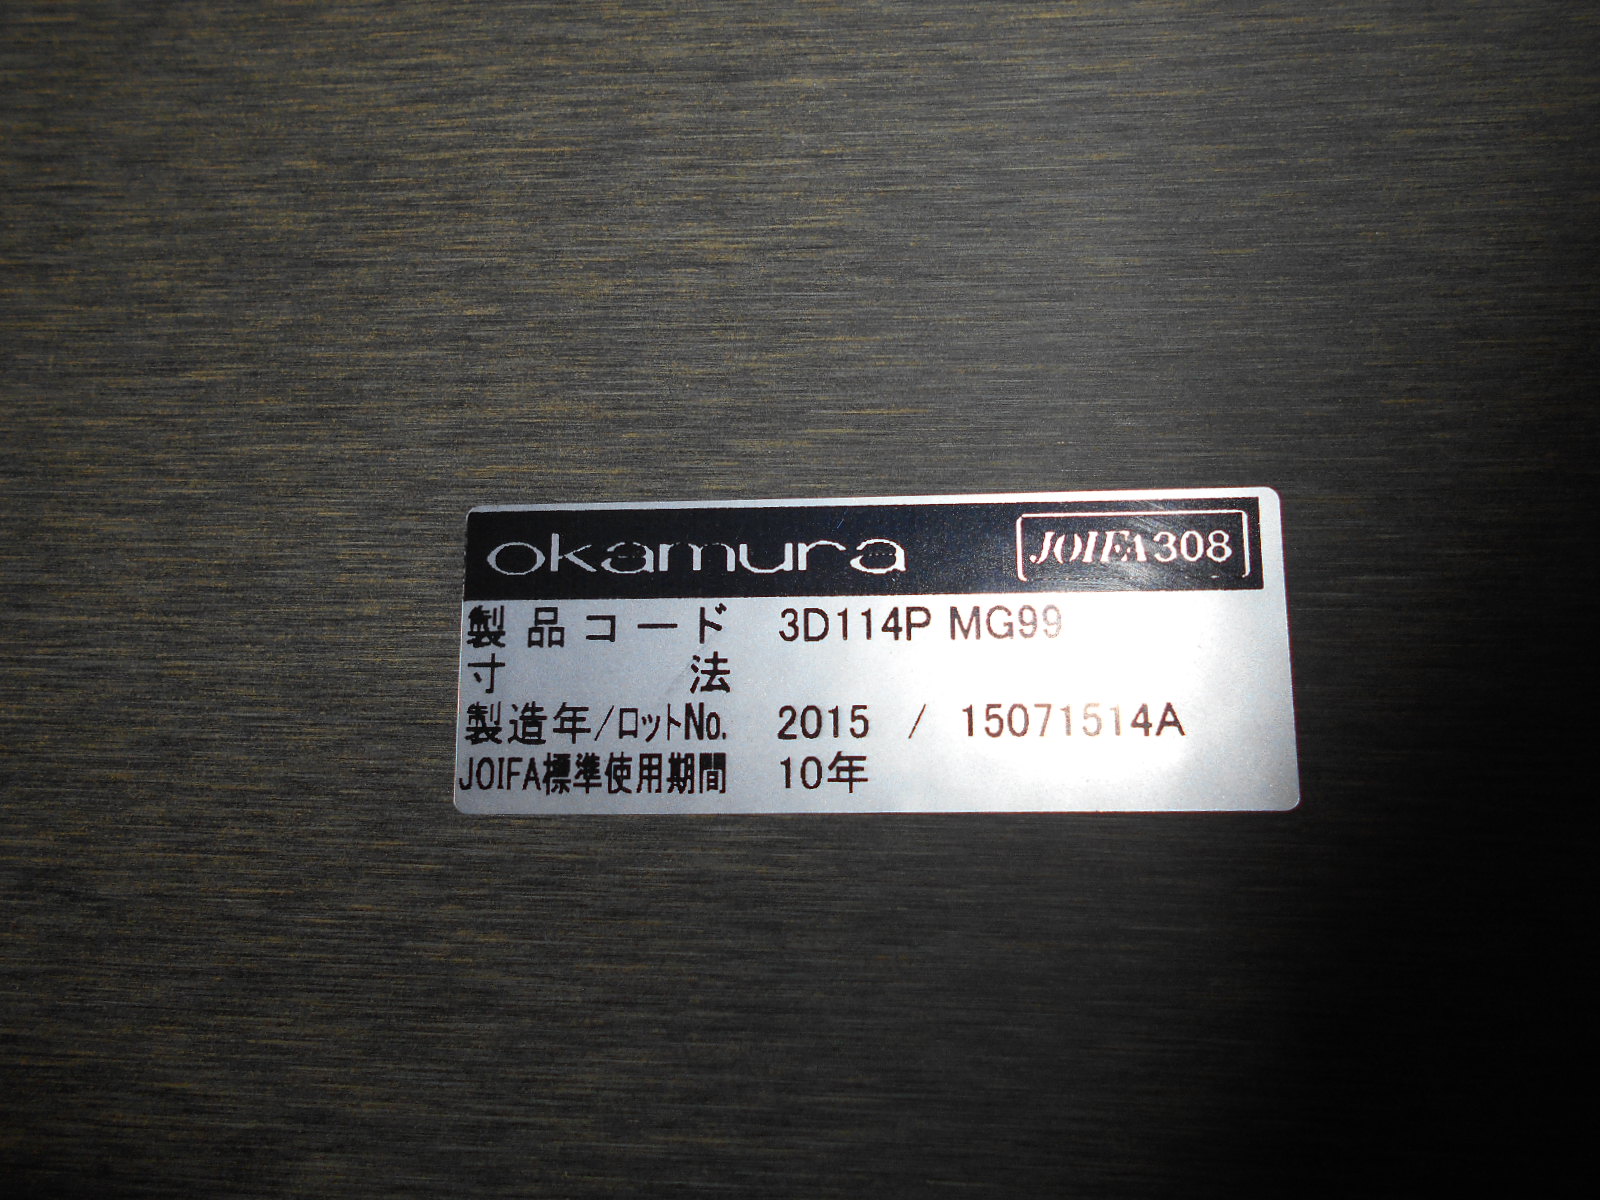 okamura JOIFA308
製品コード 3D114P MG99
寸法
製造年/ロットNo. 2015 / 15071514A
JOIFA標準使用期間 10年